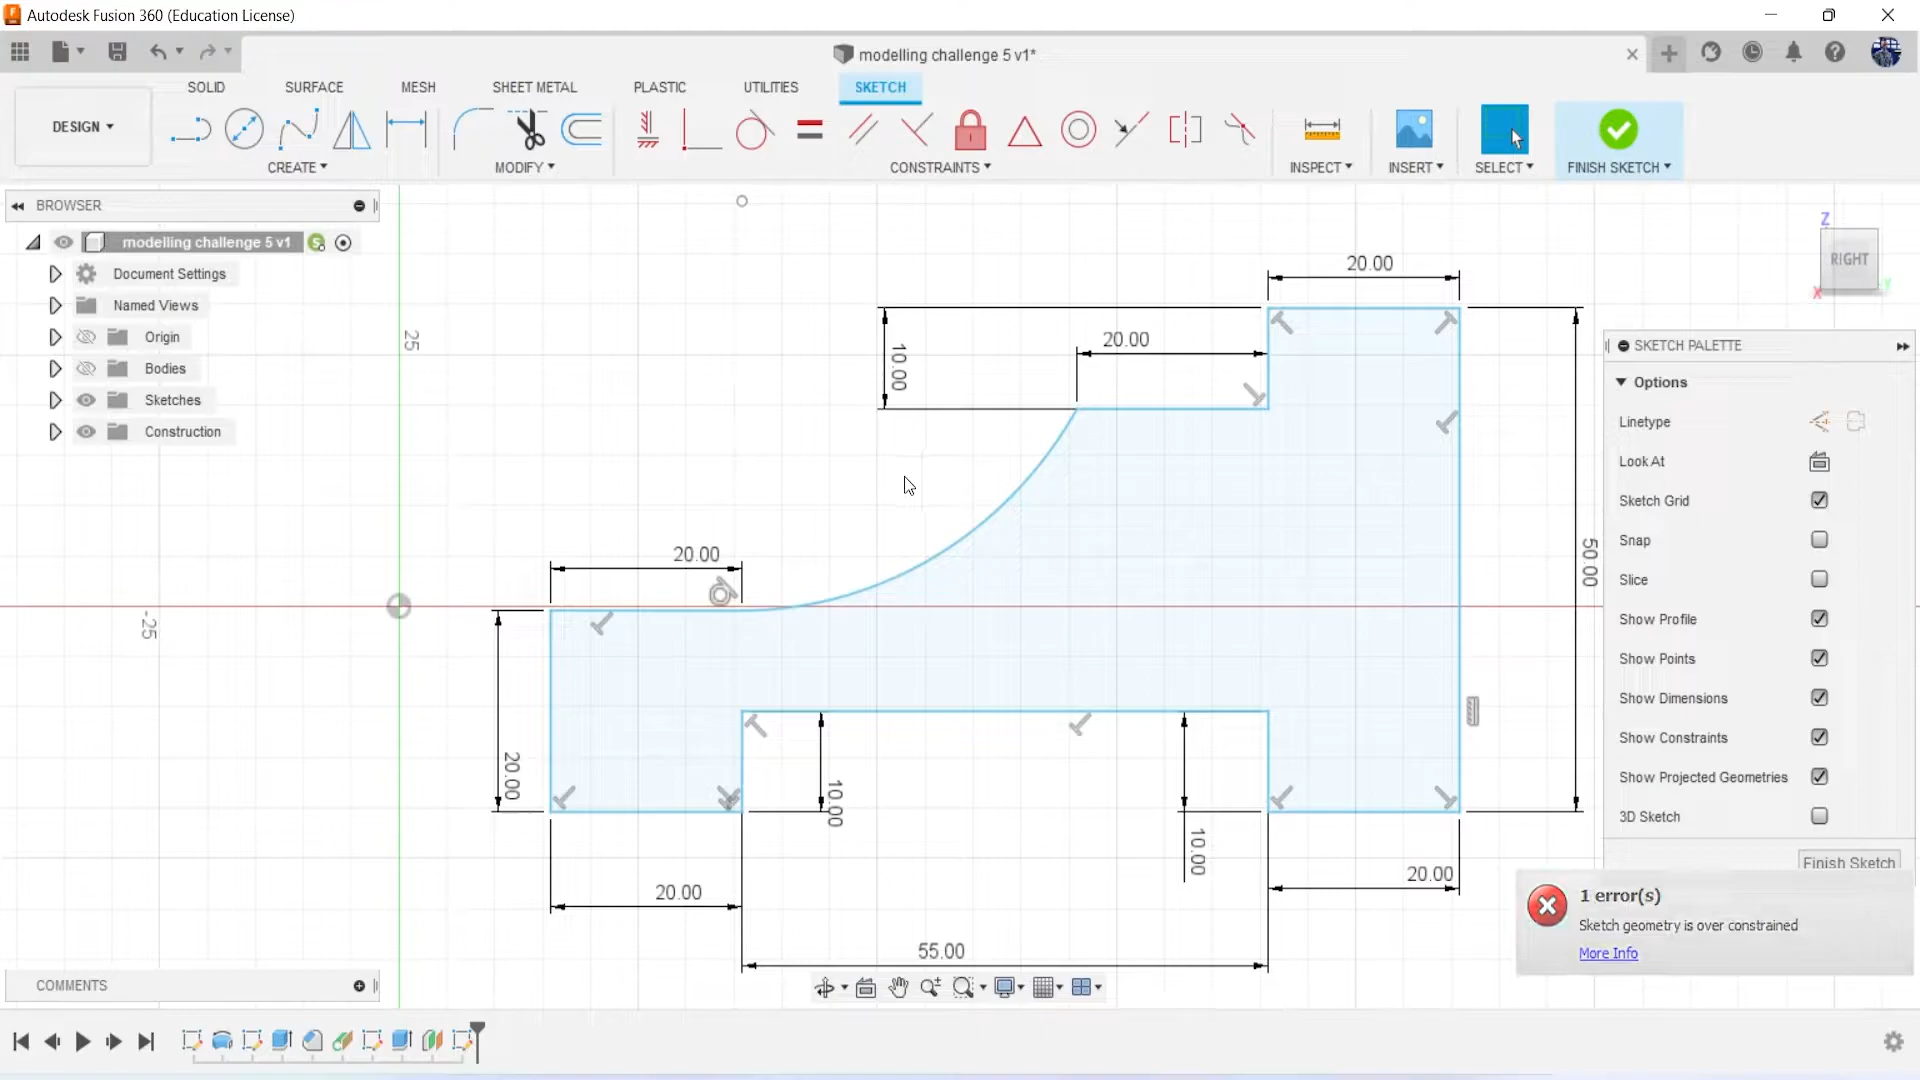 Autodesk Fusion 360 (Education License)
modelling challenge 5 v1*
SOLID SURFACE MESH SHEET METAL PLASTIC UTILITIES SKETCH
DESIGN
CREATE MODIFY CONSTRAINTS INSPECT INSERT SELECT FINISH SKETCH
BROWSER
modelling challenge 5 v1
Document Settings
Named Views
Origin
Bodies
Sketches
Construction
Z
RIGHT
X
Y
25
-25
20.00
20.00
10.00
20.00
50.00
20.00
10.00
10.00
20.00
20.00
55.00
SKETCH PALETTE
Options
Linetype
Look At
Sketch Grid
Snap
Slice
Show Profile
Show Points
Show Dimensions
Show Constraints
Show Projected Geometries
3D Sketch
Finish Sketch
1 error(s)
Sketch geometry is over constrained
More Info
COMMENTS